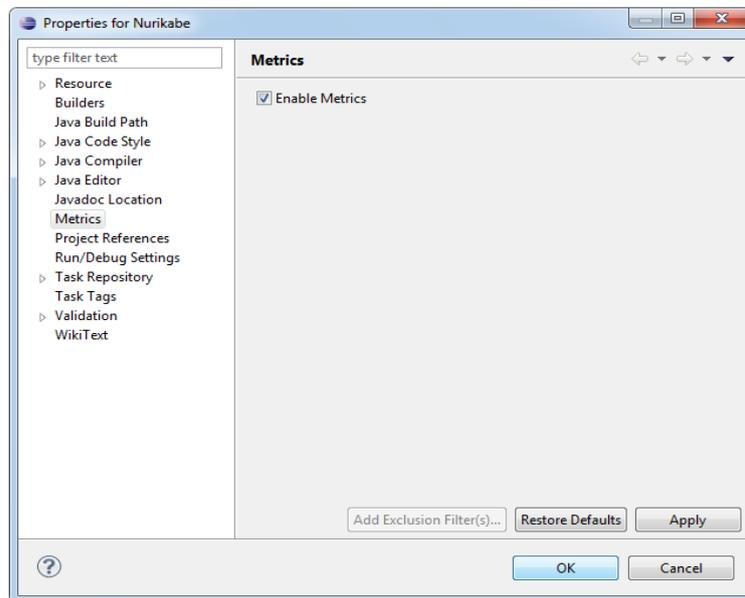 Properties for Nurikabe
type filter text
Resource
Builders
Java Build Path
Java Code Style
Java Compiler
Java Editor
Javadoc Location
Metrics
Project References
Run/Debug Settings
Task Repository
Task Tags
Validation
WikiText
Metrics
Enable Metrics
Add Exclusion Filter(s)...
Restore Defaults
Apply
?
OK
Cancel